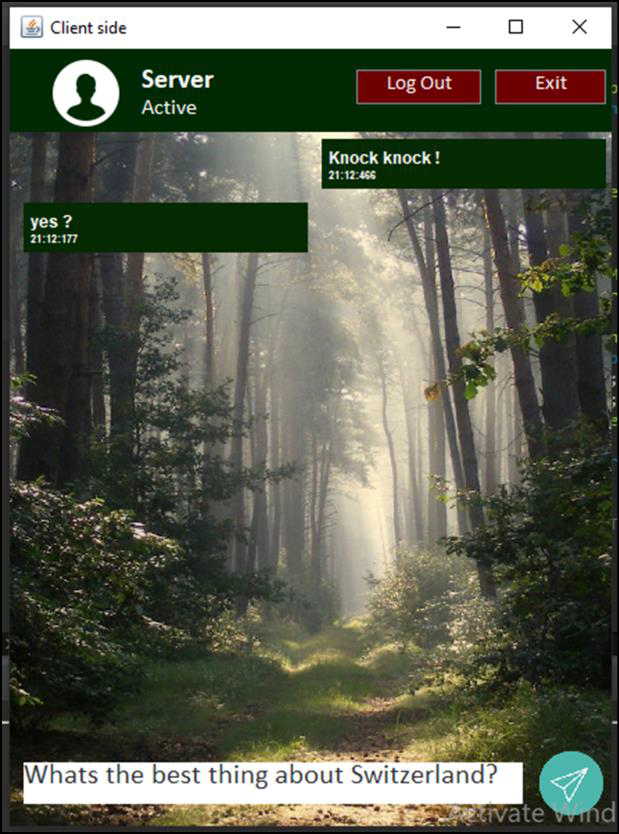 Client side
Server
Active
Log Out
Exit
Knock knock !
21:12:466
yes ?
21:12:177
Whats the best thing about Switzerland?
Activate Wind